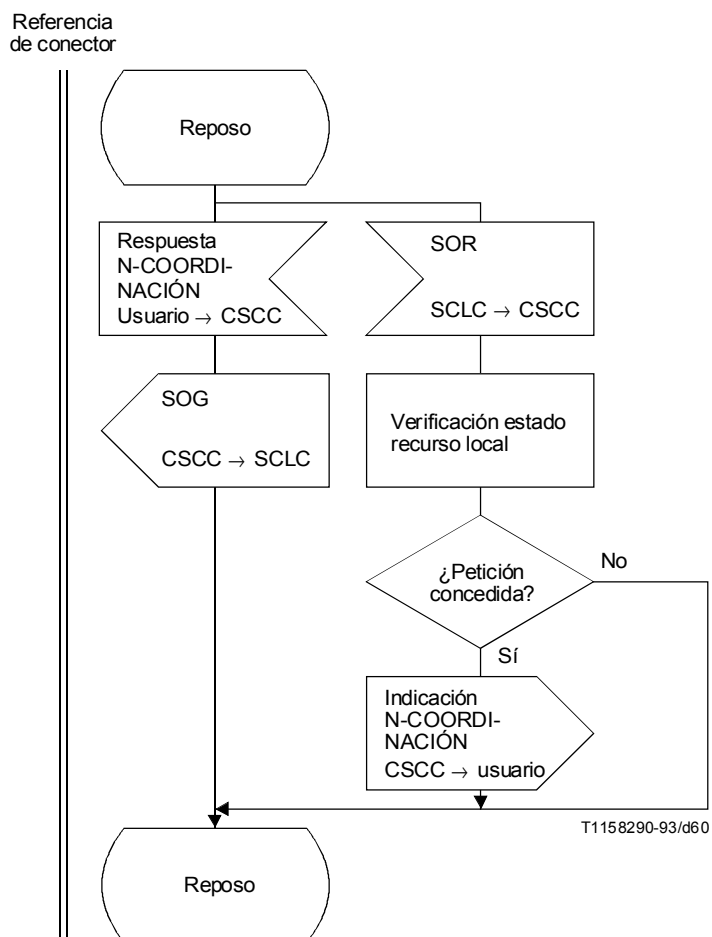 Referencia
de conector
Reposo
Respuesta
N-COORDI-
NACIÓN
Usuario → CSCC
SOR
SCLC → CSCC
SOG
CSCC → SCLC
Verificación estado
recurso local
¿Petición
concedida?
No
Sí
Indicación
N-COORDI-
NACIÓN
CSCC → usuario
T1158290-93/d60
Reposo